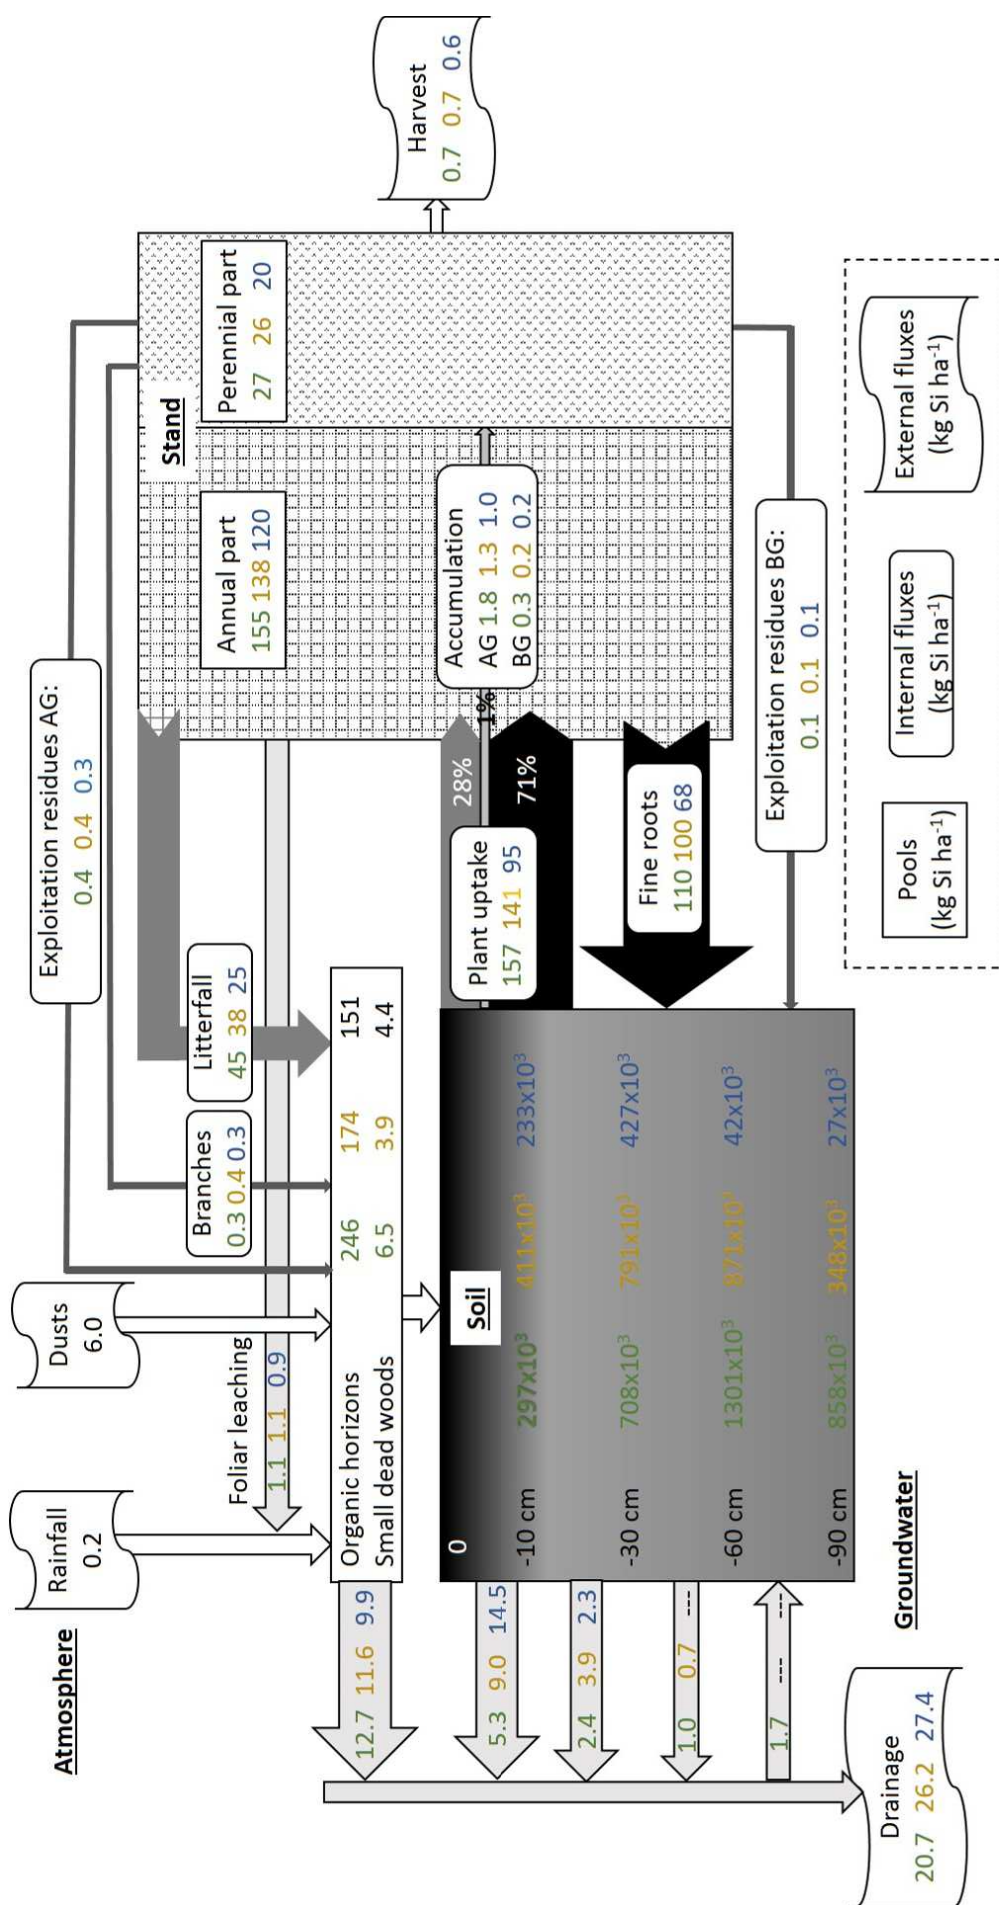 Atmosphere
Rainfall
0.2
Dusts
6.0
Exploitation residues AG:
0.4 0.4 0.3
Branches
0.3 0.4 0.3
Litterfall
45 38 25
Foliar leaching
1.1 1.1 0.9
Stand
Annual part
155 138 120
Perennial part
27 26 20
Harvest
0.7 0.7 0.6
Organic horizons 246 174 151
Small dead woods 6.5 3.9 4.4
12.7 11.6 9.9
Accumulation
AG 1.8 1.3 1.0
BG 0.3 0.2 0.2
28%
1%
71%
Plant uptake
157 141 95
Fine roots
110 100 68
Soil
0
-10 cm 297x10³ 411x10³ 233x10³
-30 cm 708x10³ 791x10³ 427x10³
-60 cm 1301x10³ 871x10³ 42x10³
-90 cm 858x10³ 348x10³ 27x10³
5.3 9.0 14.5
2.4 3.9 2.3
1.0 0.7 ---
1.7 --- ---
Exploitation residues BG:
0.1 0.1 0.1
Groundwater
Drainage
20.7 26.2 27.4
Pools
(kg Si ha⁻¹)
Internal fluxes
(kg Si ha⁻¹)
External fluxes
(kg Si ha⁻¹)